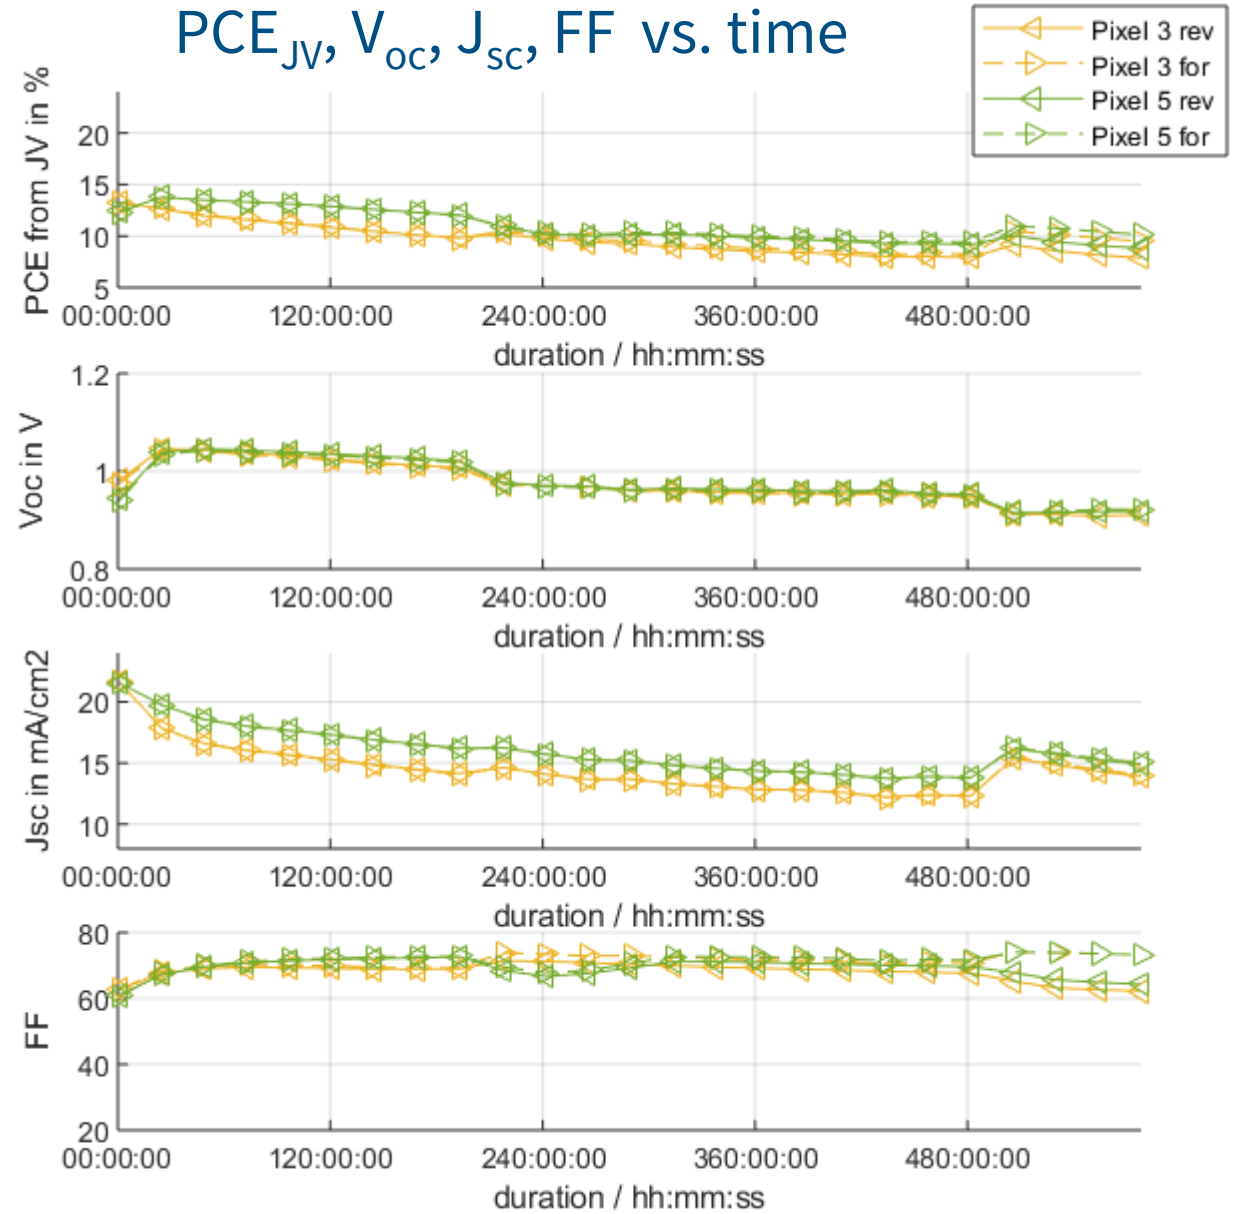 PCE_JV, V_oc, J_sc, FF vs. time
Pixel 3 rev
Pixel 3 for
Pixel 5 rev
Pixel 5 for
PCE from JV in %
20
15
10
5
00:00:00 120:00:00 240:00:00 360:00:00 480:00:00
duration / hh:mm:ss
Voc in V
1.2
1
0.8
00:00:00 120:00:00 240:00:00 360:00:00 480:00:00
duration / hh:mm:ss
Jsc in mA/cm2
20
15
10
00:00:00 120:00:00 240:00:00 360:00:00 480:00:00
duration / hh:mm:ss
FF
80
60
40
20
00:00:00 120:00:00 240:00:00 360:00:00 480:00:00
duration / hh:mm:ss